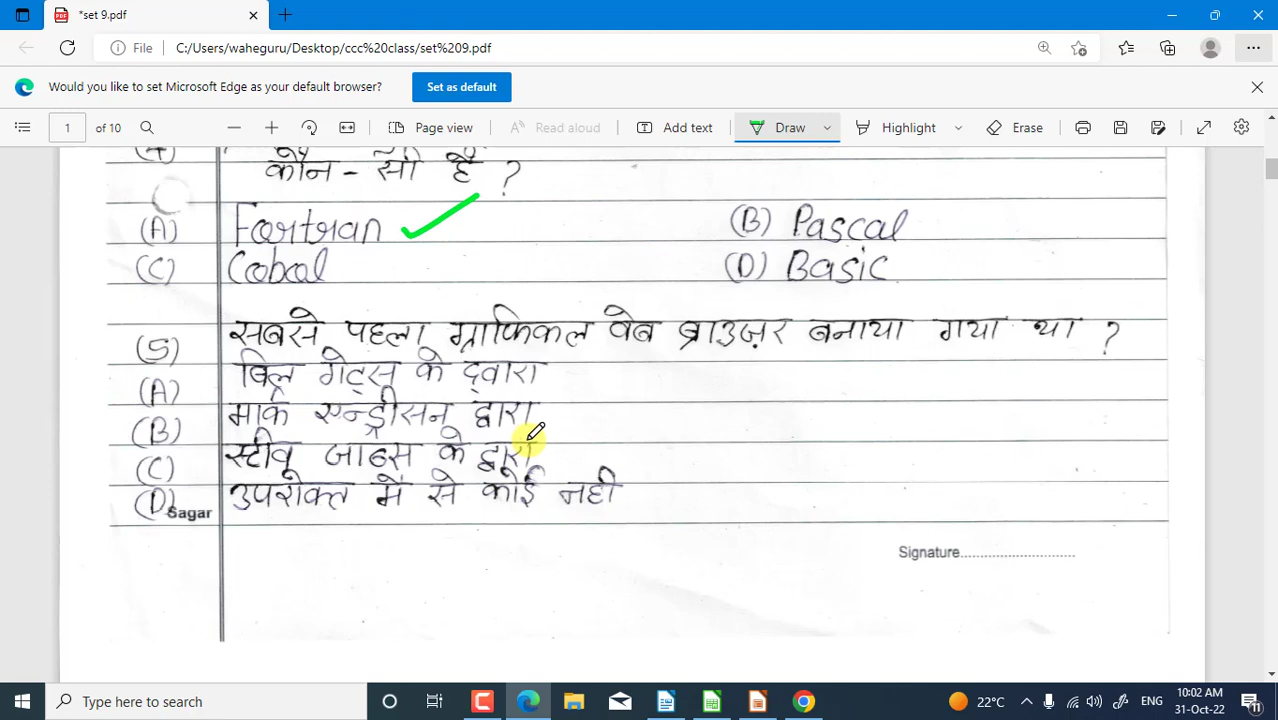 *set 9.pdf
File C:/Users/waheguru/Desktop/ccc%20class/set%209.pdf
Would you like to set Microsoft Edge as your default browser? Set as default
1 of 10 Page view Read aloud Add text Draw Highlight Erase
(4)
कौन - सी है ?
(A) Fortran (B) Pascal
(C) Cobol (D) Basic
(5) सबसे पहला ग्राफिकल वेब ब्राउज़र बनाया गया था ?
(A) बिल गेट्स के द्वारा
(B) मार्क एन्ड्रीसन द्वारा
(C) स्टीव जाब्स के द्वारा
(D) उपरोक्त में से कोई नही
Sagar
Signature............................
Type here to search
22°C ENG 10:02 AM
31-Oct-22 11